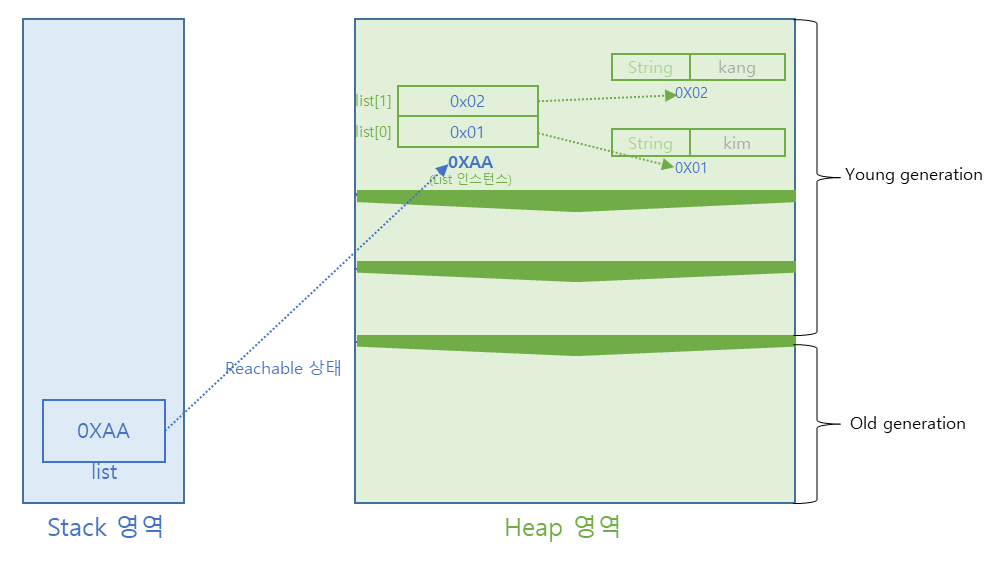 String kang
0X02
list[1] 0x02
list[0] 0x01
String kim
0X01
0XAA
(List 인스턴스)
Young generation
Reachable 상태
0XAA
list
Old generation
Stack 영역
Heap 영역